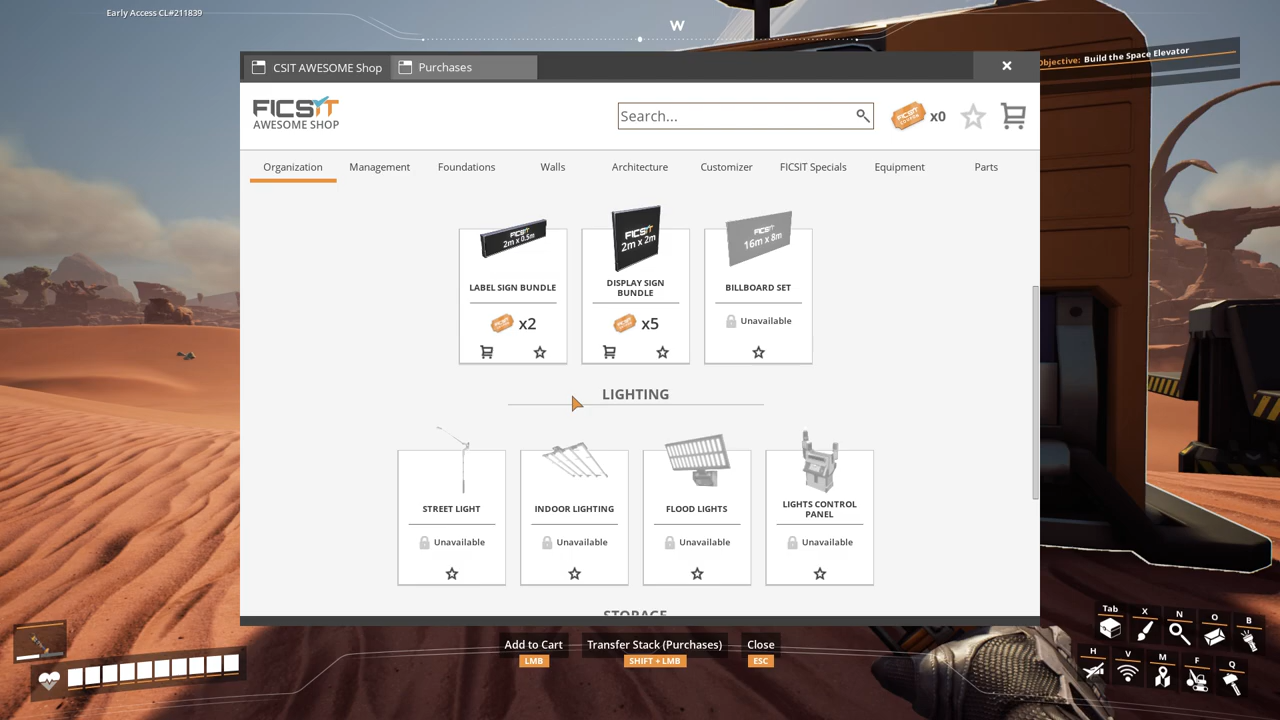 Early Access CL#211839
W
Objective: Build the Space Elevator
CSIT AWESOME Shop
Purchases
FICSIT
AWESOME SHOP
Search...
x0
Organization
Management
Foundations
Walls
Architecture
Customizer
FICSIT Specials
Equipment
Parts
FICSIT
2m x 0.5m
FICSIT
2m x 2m
FICSIT
16m x 8m
LABEL SIGN BUNDLE
DISPLAY SIGN
BUNDLE
BILLBOARD SET
x2
x5
Unavailable
LIGHTING
STREET LIGHT
INDOOR LIGHTING
FLOOD LIGHTS
LIGHTS CONTROL
PANEL
Unavailable
Unavailable
Unavailable
Unavailable
STORAGE
Add to Cart
LMB
Transfer Stack (Purchases)
SHIFT + LMB
Close
ESC
Tab
X
N
O
B
H
V
M
F
Q